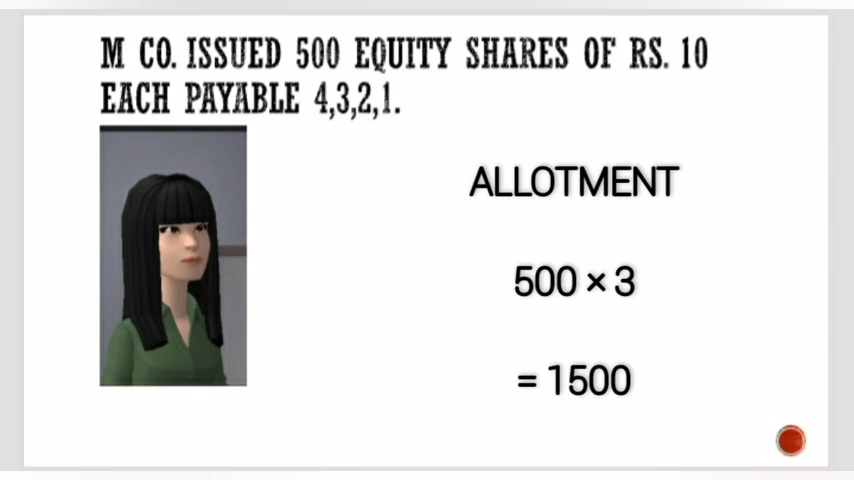 M CO. ISSUED 500 EQUITY SHARES OF RS. 10
EACH PAYABLE 4,3,2,1.
ALLOTMENT
500 × 3
= 1500